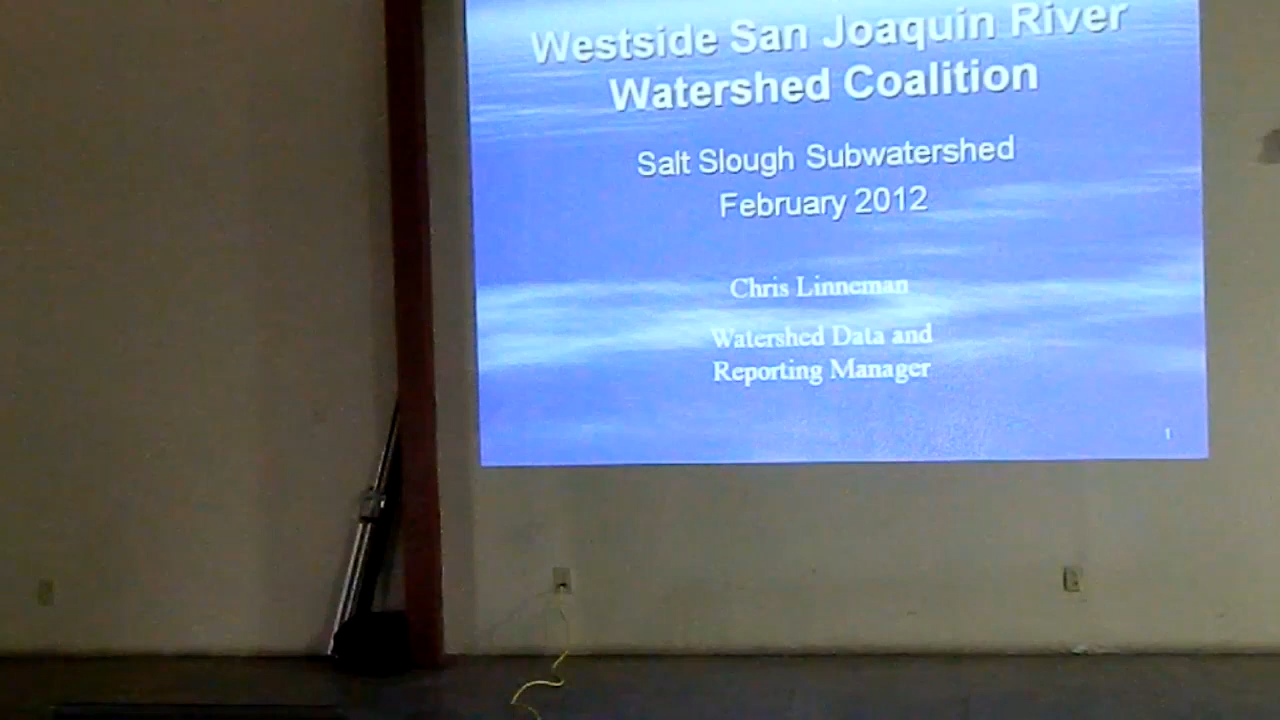 Westside San Joaquin River
Watershed Coalition
Salt Slough Subwatershed
February 2012
Chris Linneman
Watershed Data and
Reporting Manager
1